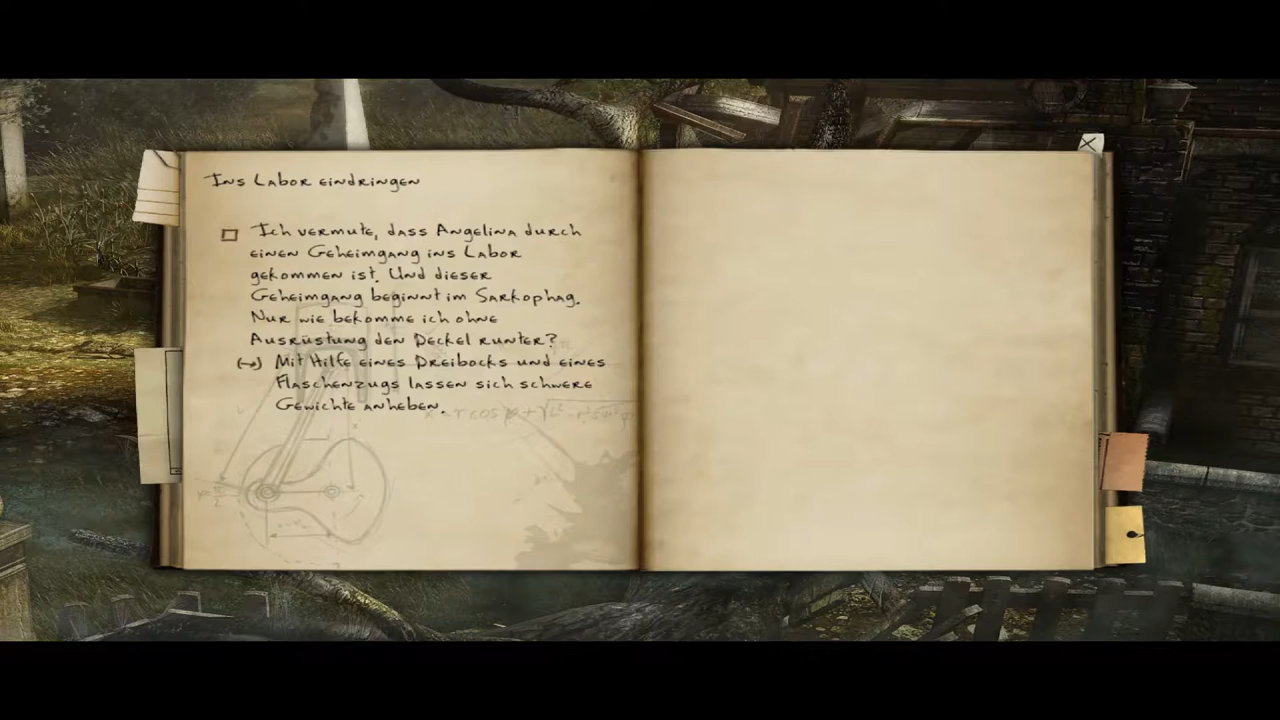 Ins Labor eindringen
Ich vermute, dass Angelina durch
einen Geheimgang ins Labor
gekommen ist. Und dieser
Geheimgang beginnt im Sarkophag.
Nur wie bekomme ich ohne
Ausrüstung den Deckel runter?
(→) Mit Hilfe eines Dreibocks und eines
Flaschenzugs lassen sich schwere
Gewichte anheben.